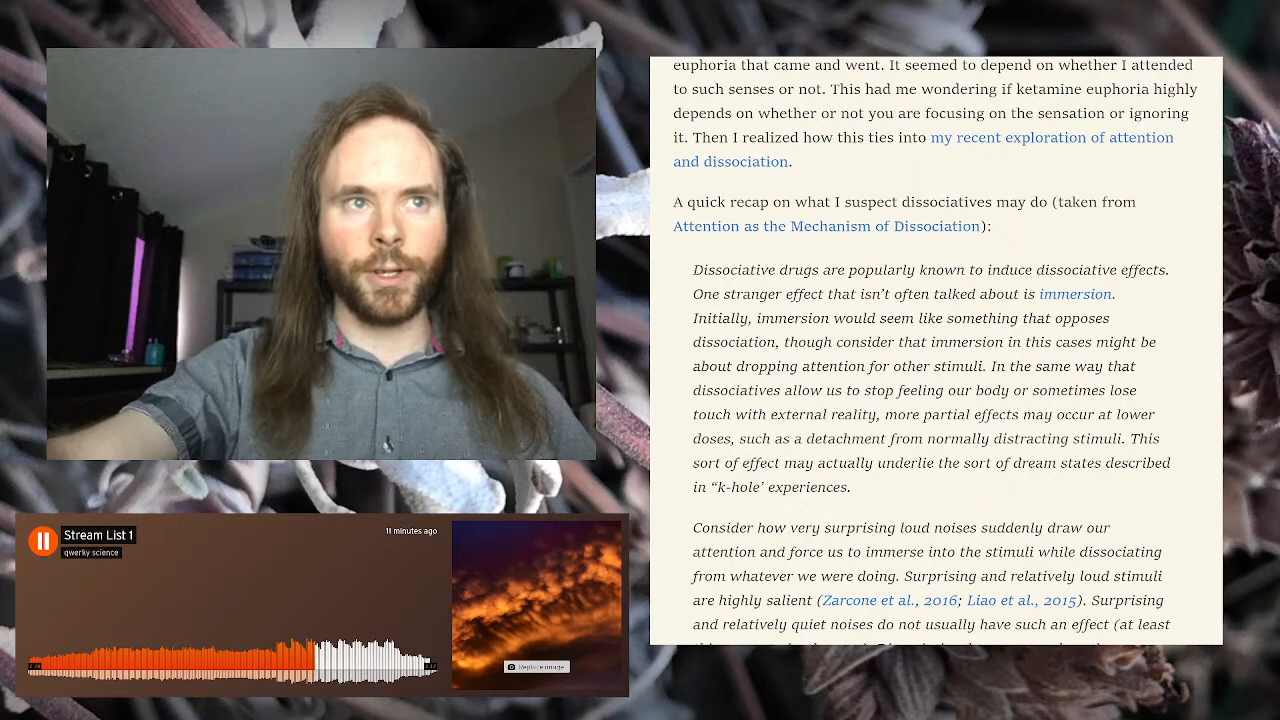 euphoria that came and went. It seemed to depend on whether I attended
to such senses or not. This had me wondering if ketamine euphoria highly
depends on whether or not you are focusing on the sensation or ignoring
it. Then I realized how this ties into my recent exploration of attention
and dissociation.
A quick recap on what I suspect dissociatives may do (taken from
Attention as the Mechanism of Dissociation):
Dissociative drugs are popularly known to induce dissociative effects.
One stranger effect that isn't often talked about is immersion.
Initially, immersion would seem like something that opposes
dissociation, though consider that immersion in this cases might be
about dropping attention for other stimuli. In the same way that
dissociatives allow us to stop feeling our body or sometimes lose
touch with external reality, more partial effects may occur at lower
doses, such as a detachment from normally distracting stimuli. This
sort of effect may actually underlie the sort of dream states described
in “k-hole’ experiences.
Consider how very surprising loud noises suddenly draw our
attention and force us to immerse into the stimuli while dissociating
from whatever we were doing. Surprising and relatively loud stimuli
are highly salient (Zarcone et al., 2016; Liao et al., 2015). Surprising
and relatively quiet noises do not usually have such an effect (at least
Stream List 1
11 minutes ago
qwerky science
Replace image